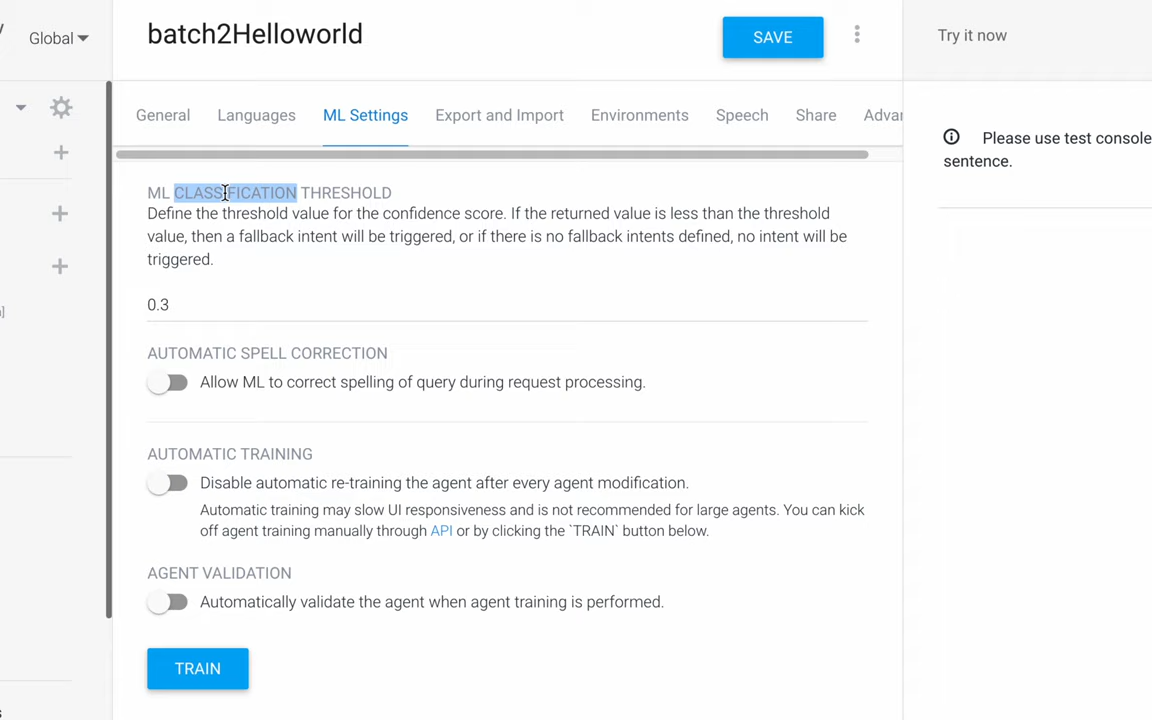 Global
batch2Helloworld
SAVE
Try it now
General
Languages
ML Settings
Export and Import
Environments
Speech
Share
Advan
Please use test console
sentence.
ML CLASSIFICATION THRESHOLD
Define the threshold value for the confidence score. If the returned value is less than the threshold
value, then a fallback intent will be triggered, or if there is no fallback intents defined, no intent will be
triggered.
0.3
AUTOMATIC SPELL CORRECTION
Allow ML to correct spelling of query during request processing.
AUTOMATIC TRAINING
Disable automatic re-training the agent after every agent modification.
Automatic training may slow UI responsiveness and is not recommended for large agents. You can kick
off agent training manually through API or by clicking the `TRAIN` button below.
AGENT VALIDATION
Automatically validate the agent when agent training is performed.
TRAIN